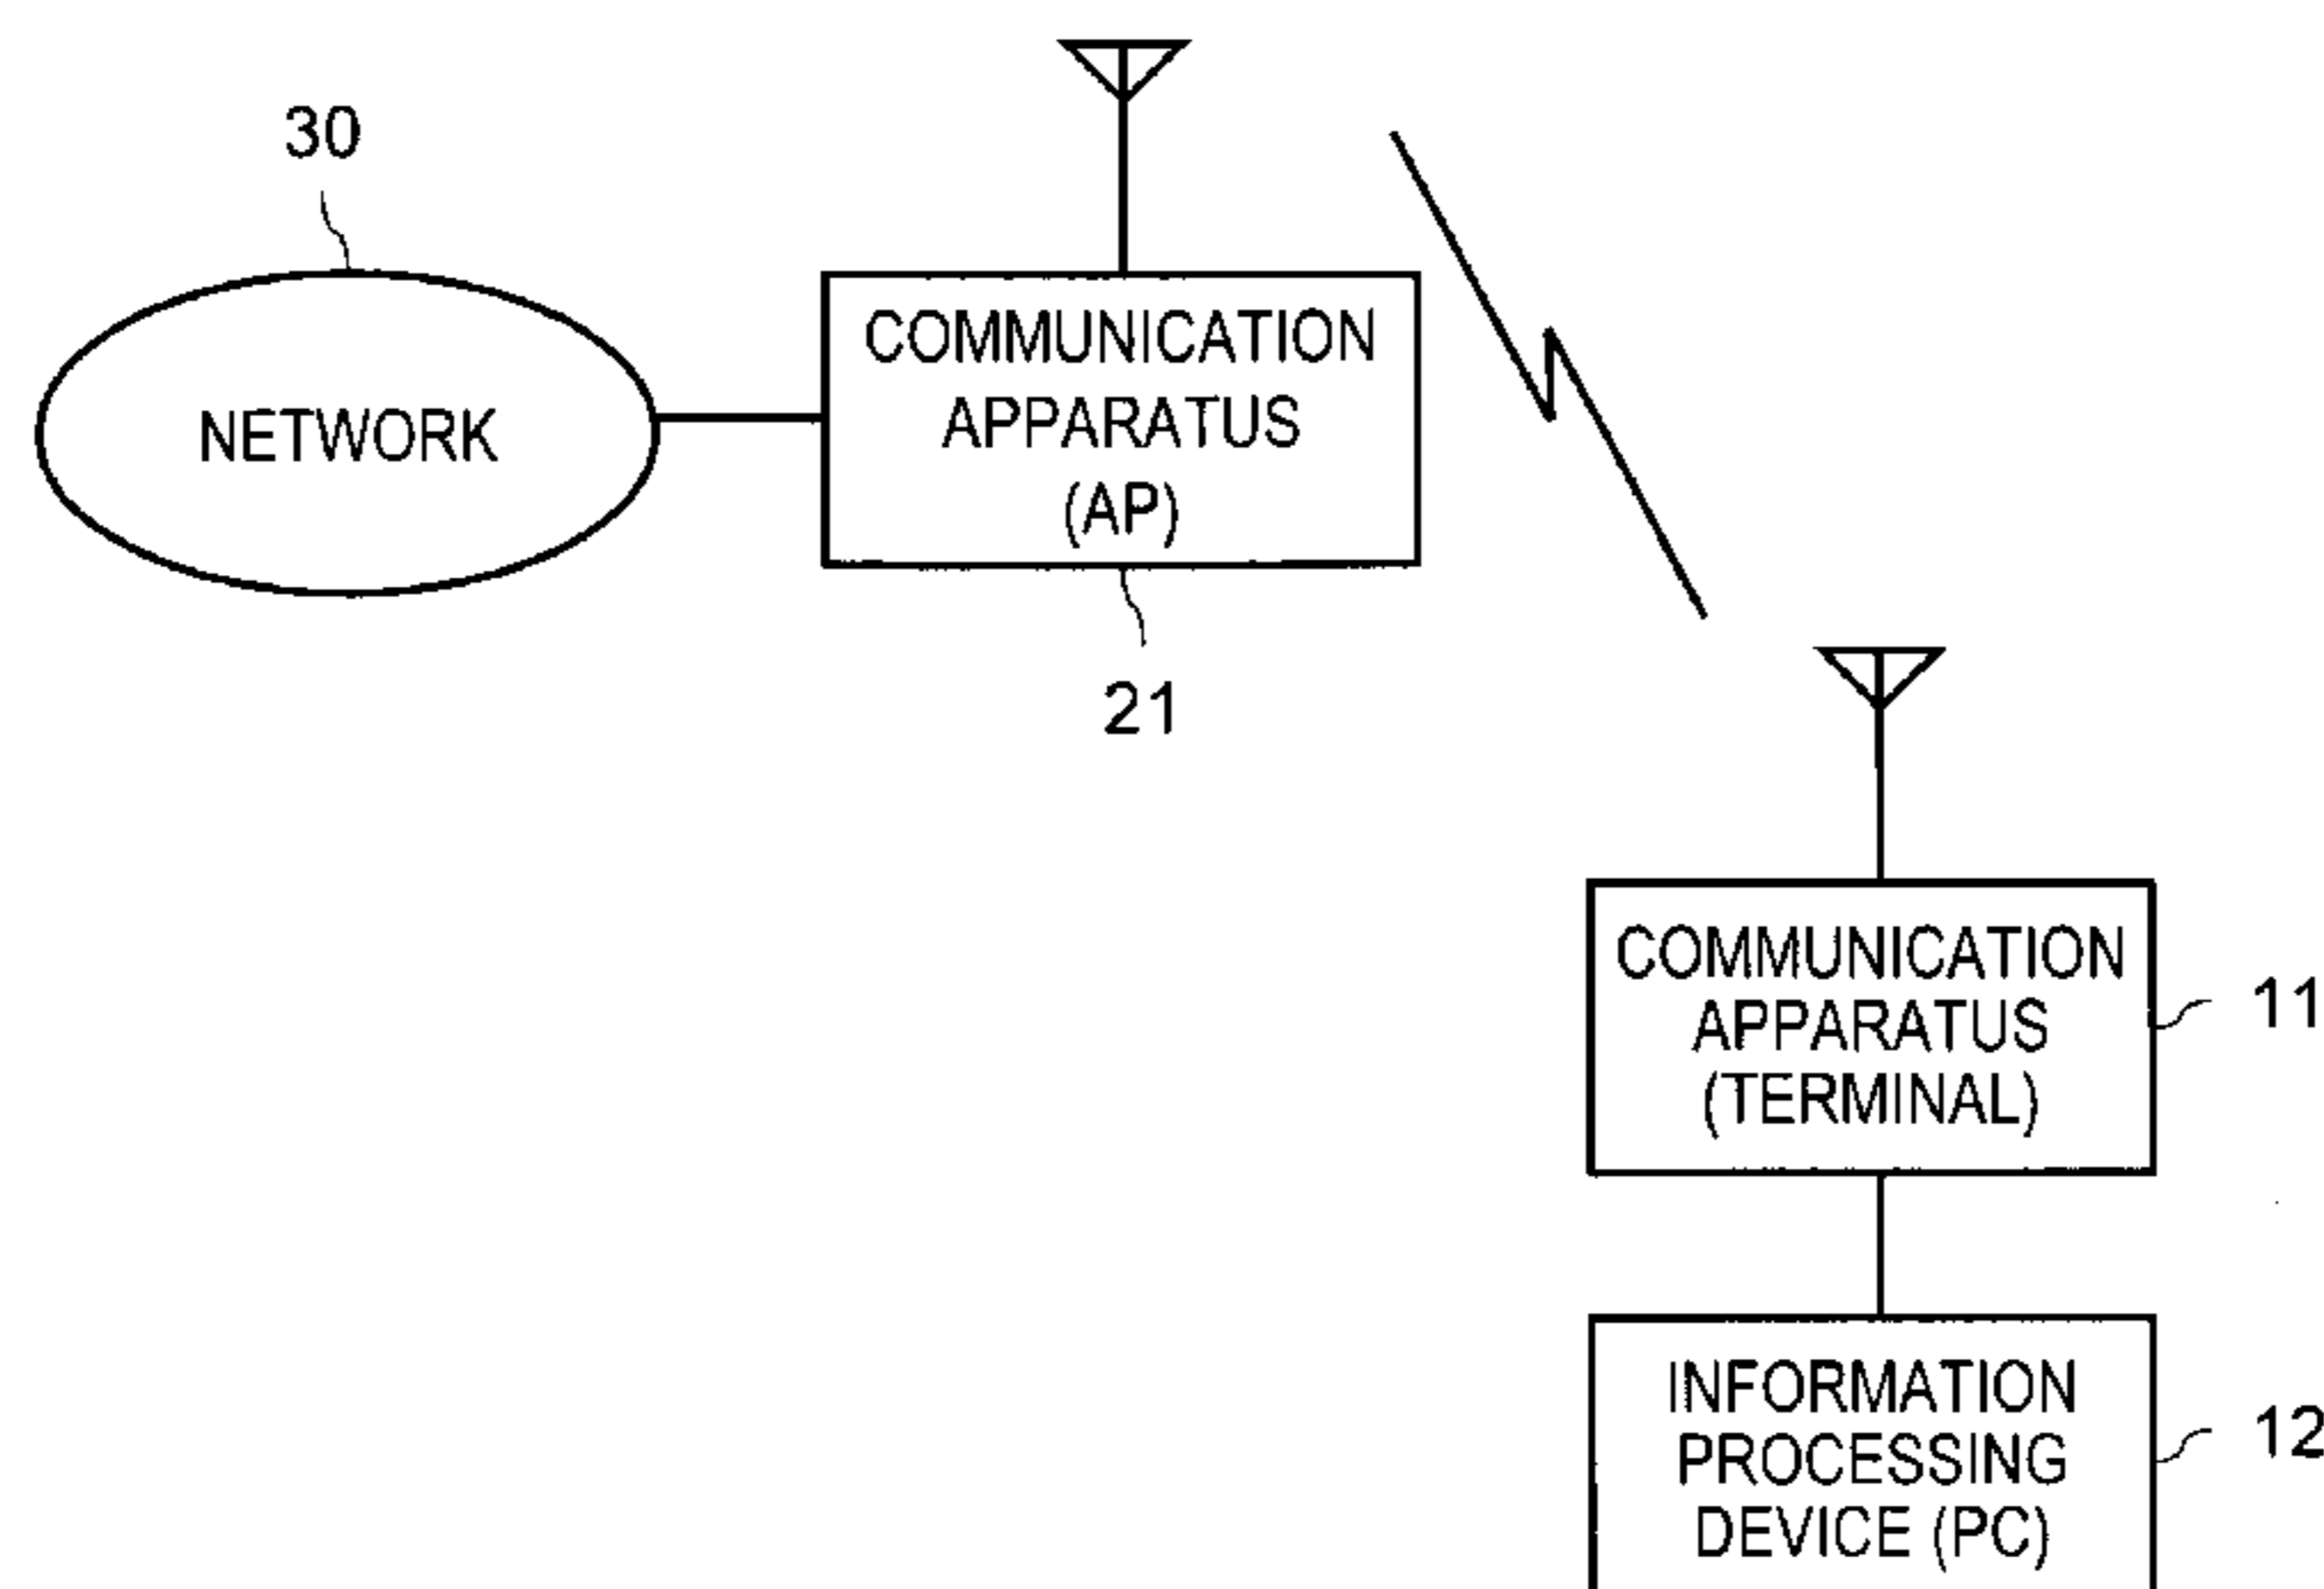 30
NETWORK
COMMUNICATION
APPARATUS
(AP)
21
COMMUNICATION
APPARATUS
(TERMINAL)
11
INFORMATION
PROCESSING
DEVICE (PC)
12